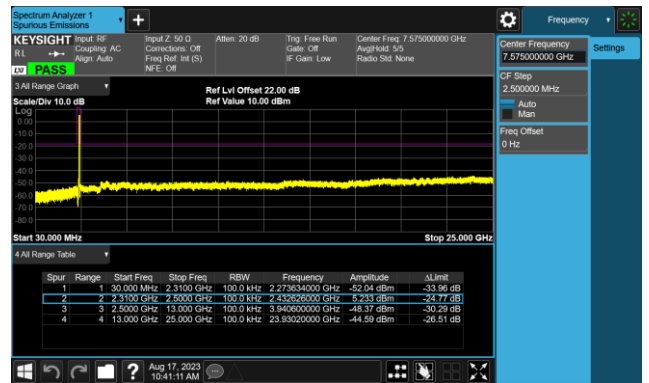 Spectrum Analyzer 1
Spurious Emissions
Frequency
KEYSIGHT Input: RF Input Z: 50 Ω Atten: 20 dB Trig: Free Run Center Freq: 7.575000000 GHz
RL Coupling: AC Corrections: Off Gate: Off Avg|Hold: 5/5
Align: Auto Freq Ref: Int (S) IF Gain: Low Radio Std: None
LW PASS NFE: Off
Center Frequency
7.575000000 GHz
Settings
CF Step
2.500000 MHz
Auto
Man
Freq Offset
0 Hz
3 All Range Graph
Ref Lvl Offset 22.00 dB
Scale/Div 10.0 dB Ref Value 10.00 dBm
Log
0.00
-10.0
-20.0
-30.0
-40.0
-50.0
-60.0
-70.0
-80.0
Start 30.000 MHz Stop 25.000 GHz
4 All Range Table
Spur Range Start Freq Stop Freq RBW Frequency Amplitude ΔLimit
1 1 30.000 MHz 2.3100 GHz 100.0 kHz 2.273634000 GHz -52.04 dBm -33.96 dB
2 2 2.3100 GHz 2.5000 GHz 100.0 kHz 2.432626000 GHz 5.233 dBm -24.77 dB
3 3 2.5000 GHz 13.000 GHz 100.0 kHz 3.940600000 GHz -48.37 dBm -30.29 dB
4 4 13.000 GHz 25.000 GHz 100.0 kHz 23.93020000 GHz -44.59 dBm -26.51 dB
Aug 17, 2023
10:41:11 AM